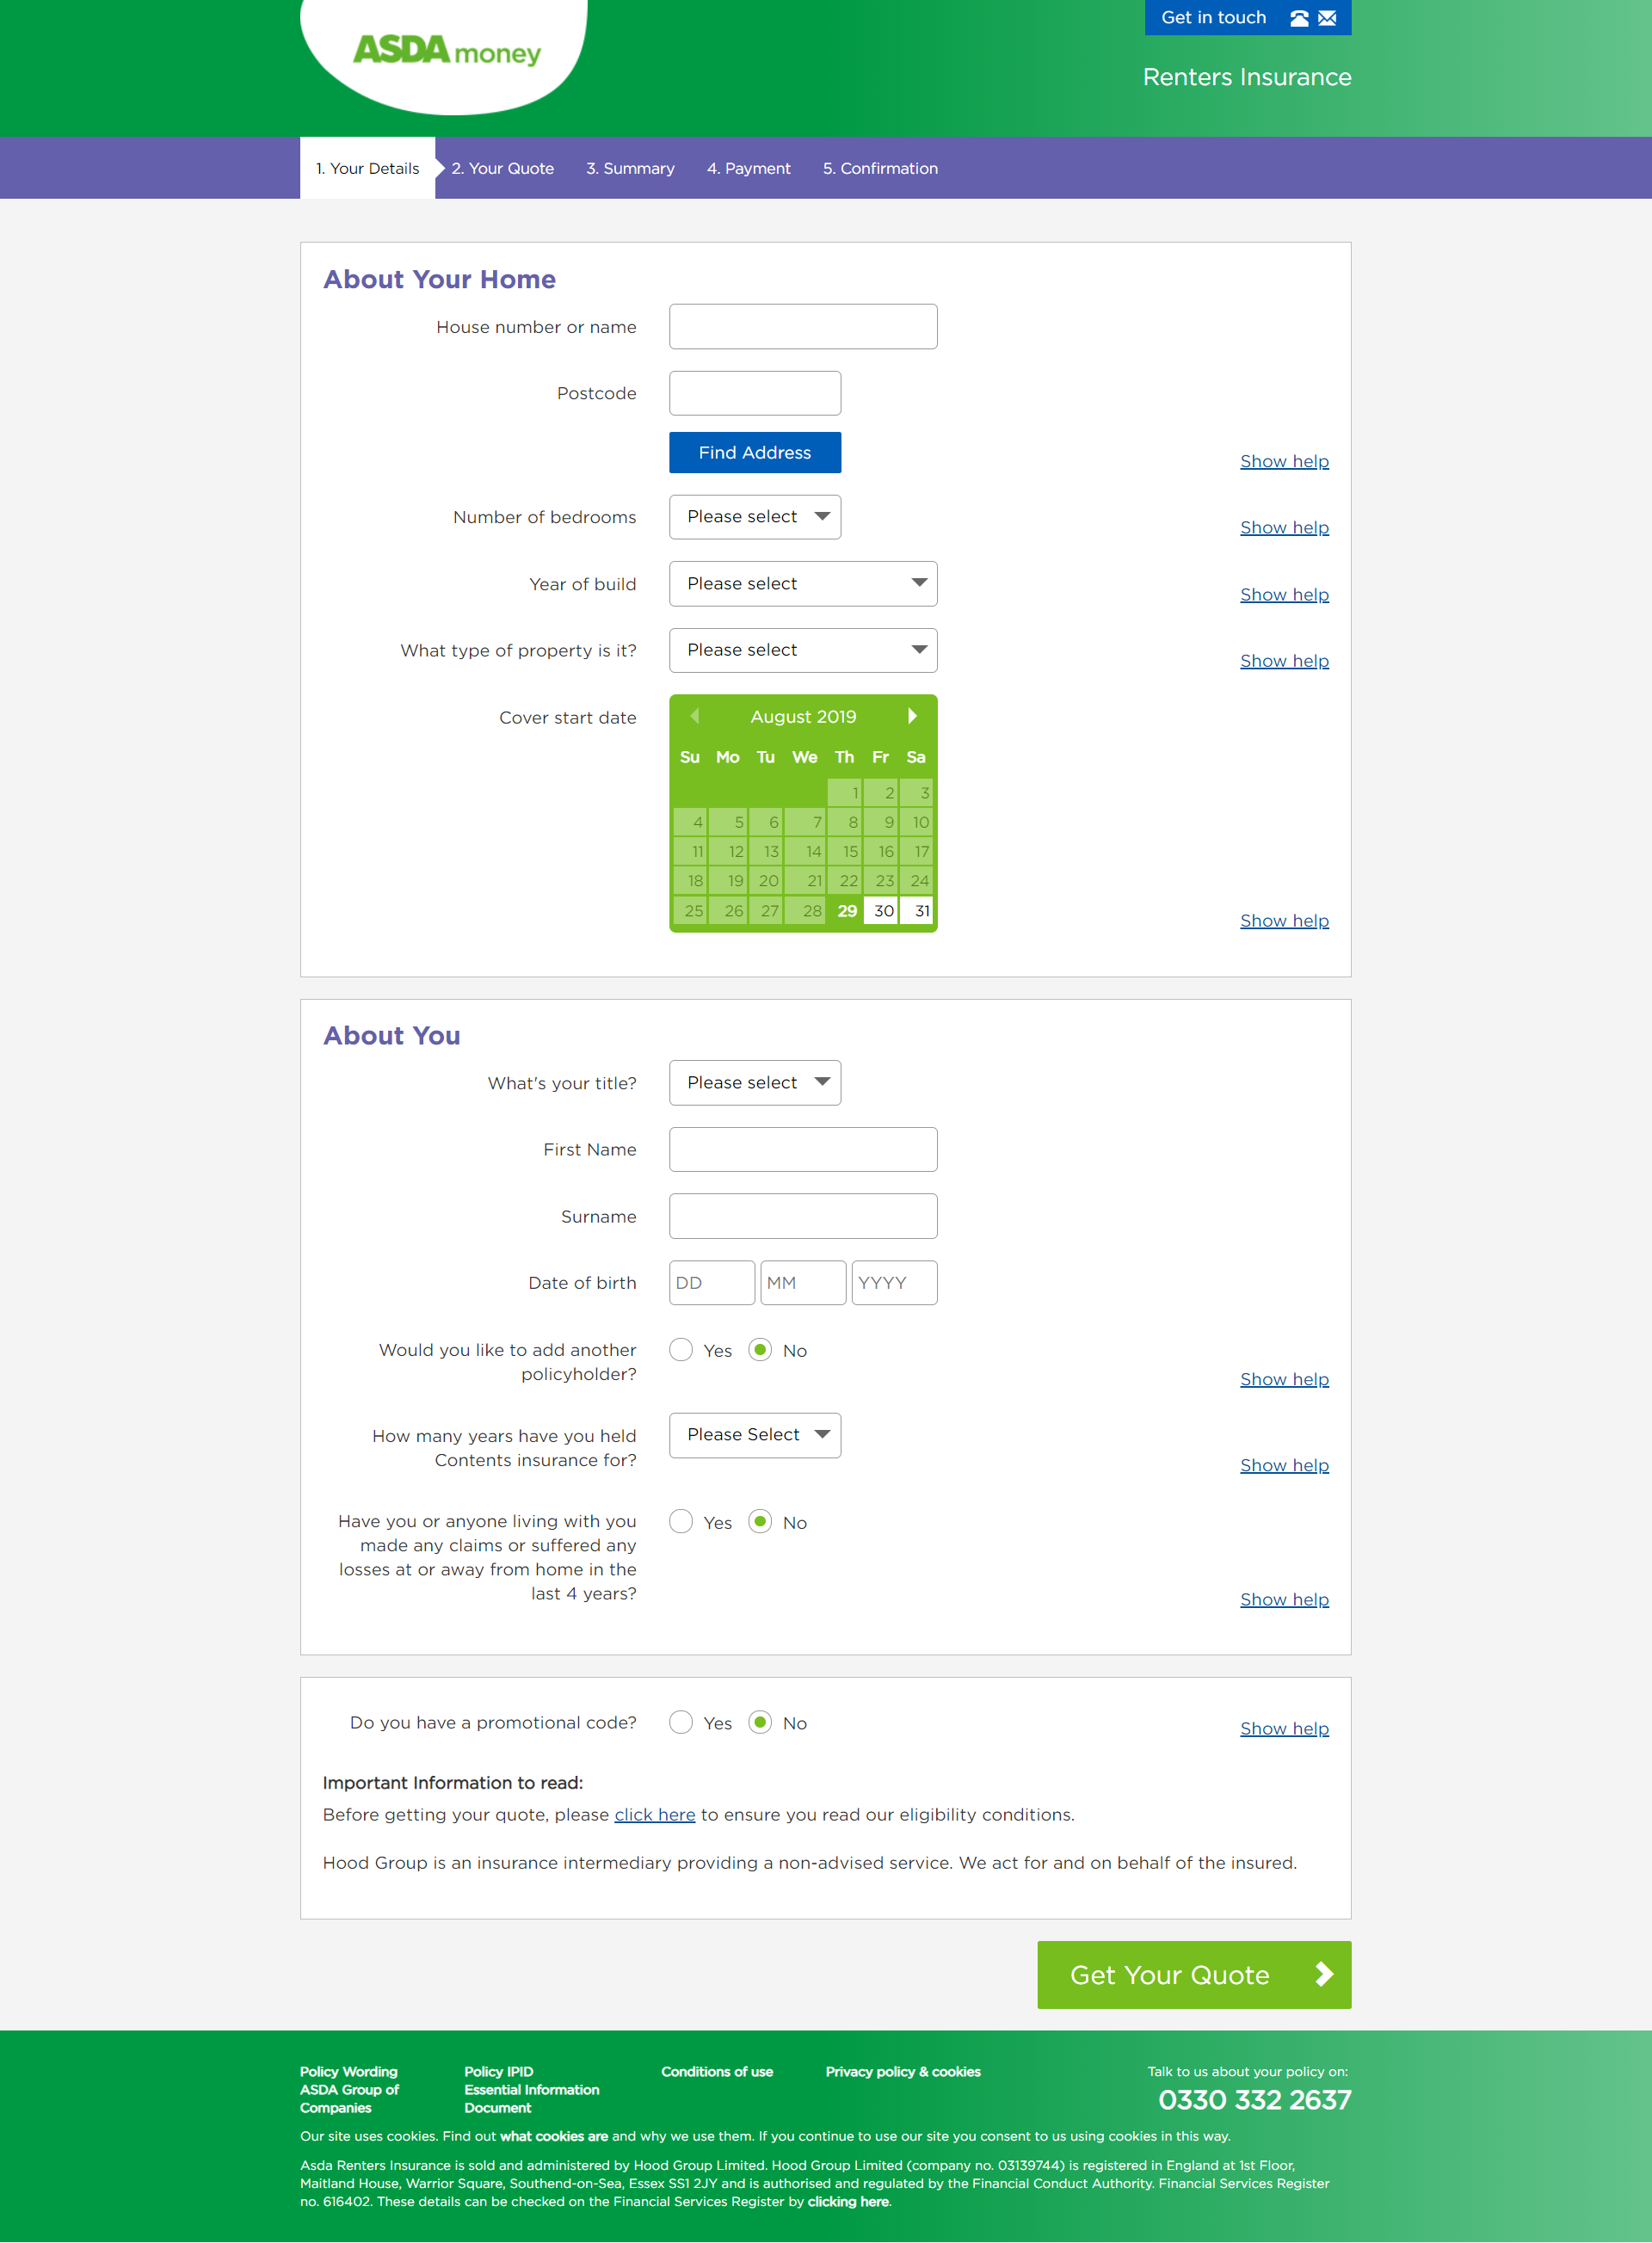 ASDA money
Get in touch
Renters Insurance
1. Your Details
2. Your Quote
3. Summary
4. Payment
5. Confirmation
About Your Home
House number or name
Postcode
Find Address
Show help
Number of bedrooms
Please select
Show help
Year of build
Please select
Show help
What type of property is it?
Please select
Show help
Cover start date
August 2019
Su Mo Tu We Th Fr Sa
1 2 3
4 5 6 7 8 9 10
11 12 13 14 15 16 17
18 19 20 21 22 23 24
25 26 27 28 29 30 31
Show help
About You
What's your title?
Please select
First Name
Surname
Date of birth
DD
MM
YYYY
Would you like to add another
policyholder?
Yes
No
Show help
How many years have you held
Contents insurance for?
Please Select
Show help
Have you or anyone living with you
made any claims or suffered any
losses at or away from home in the
last 4 years?
Yes
No
Show help
Do you have a promotional code?
Yes
No
Show help
Important Information to read:
Before getting your quote, please click here to ensure you read our eligibility conditions.
Hood Group is an insurance intermediary providing a non-advised service. We act for and on behalf of the insured.
Get Your Quote
Policy Wording
ASDA Group of
Companies
Policy IPID
Essential Information
Document
Conditions of use
Privacy policy & cookies
Talk to us about your policy on:
0330 332 2637
Our site uses cookies. Find out what cookies are and why we use them. If you continue to use our site you consent to us using cookies in this way.
Asda Renters Insurance is sold and administered by Hood Group Limited. Hood Group Limited (company no. 03139744) is registered in England at 1st Floor,
Maitland House, Warrior Square, Southend-on-Sea, Essex SS1 2JY and is authorised and regulated by the Financial Conduct Authority. Financial Services Register
no. 616402. These details can be checked on the Financial Services Register by clicking here.